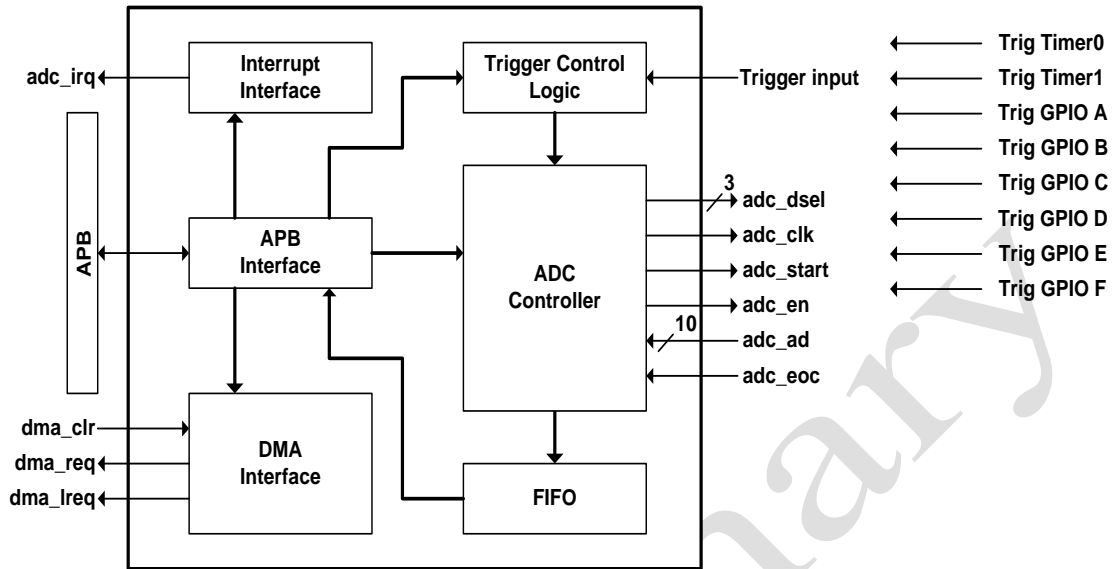 adc_irq
Interrupt
Interface
Trigger Control
Logic
Trigger input
Trig Timer0
Trig Timer1
Trig GPIO A
Trig GPIO B
Trig GPIO C
Trig GPIO D
Trig GPIO E
Trig GPIO F
APB
APB
Interface
ADC
Controller
3
adc_dsel
adc_clk
adc_start
adc_en
10
adc_ad
adc_eoc
dma_clr
dma_req
dma_lreq
DMA
Interface
FIFO
nary